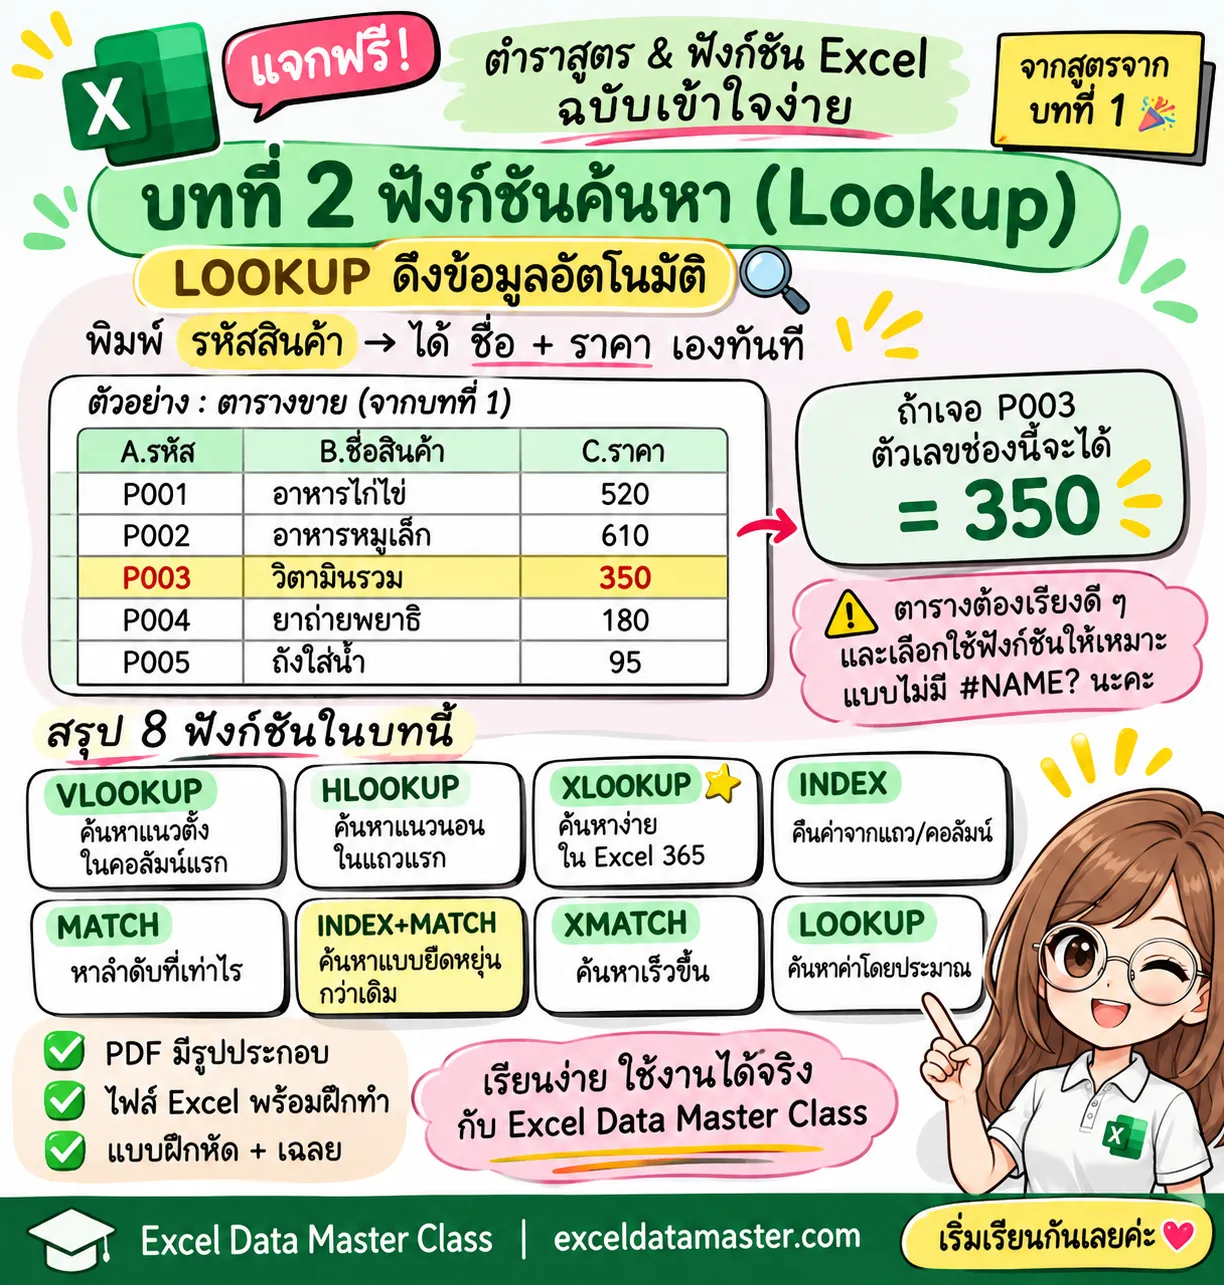 X
แจกฟรี!
ตำราสูตร & ฟังก์ชัน Excel
ฉบับเข้าใจง่าย
จากสูตรจาก
บทที่ 1 🎉
บทที่ 2 ฟังก์ชันค้นหา (Lookup)
LOOKUP ดึงข้อมูลอัตโนมัติ
พิมพ์ รหัสสินค้า → ได้ ชื่อ + ราคา เองทันที
ตัวอย่าง : ตารางขาย (จากบทที่ 1)
A.รหัส B.ชื่อสินค้า C.ราคา
P001 อาหารไก่ไข่ 520
P002 อาหารหมูเล็ก 610
P003 วิตามินรวม 350
P004 ยาถ่ายพยาธิ 180
P005 ถังใส่น้ำ 95
ถ้าเจอ P003
ตัวเลขช่องนี้จะได้
= 350
⚠️ ตารางต้องเรียงดี ๆ
และเลือกใช้ฟังก์ชันให้เหมาะ
แบบไม่มี #NAME? นะคะ
สรุป 8 ฟังก์ชันในบทนี้
VLOOKUP
ค้นหาแนวตั้ง
ในคอลัมน์แรก
HLOOKUP
ค้นหาแนวนอน
ในแถวแรก
XLOOKUP ⭐
ค้นหาง่าย
ใน Excel 365
INDEX
คืนค่าจากแถว/คอลัมน์
MATCH
หาลำดับที่เท่าไร
INDEX+MATCH
ค้นหาแบบยืดหยุ่น
กว่าเดิม
XMATCH
ค้นหาเร็วขึ้น
LOOKUP
ค้นหาค่าโดยประมาณ
✅ PDF มีรูปประกอบ
✅ ไฟล์ Excel พร้อมฝึกทำ
✅ แบบฝึกหัด + เฉลย
เรียนง่าย ใช้งานได้จริง
กับ Excel Data Master Class
X
Excel Data Master Class | exceldatamaster.com
เริ่มเรียนกันเลยค่ะ 💗